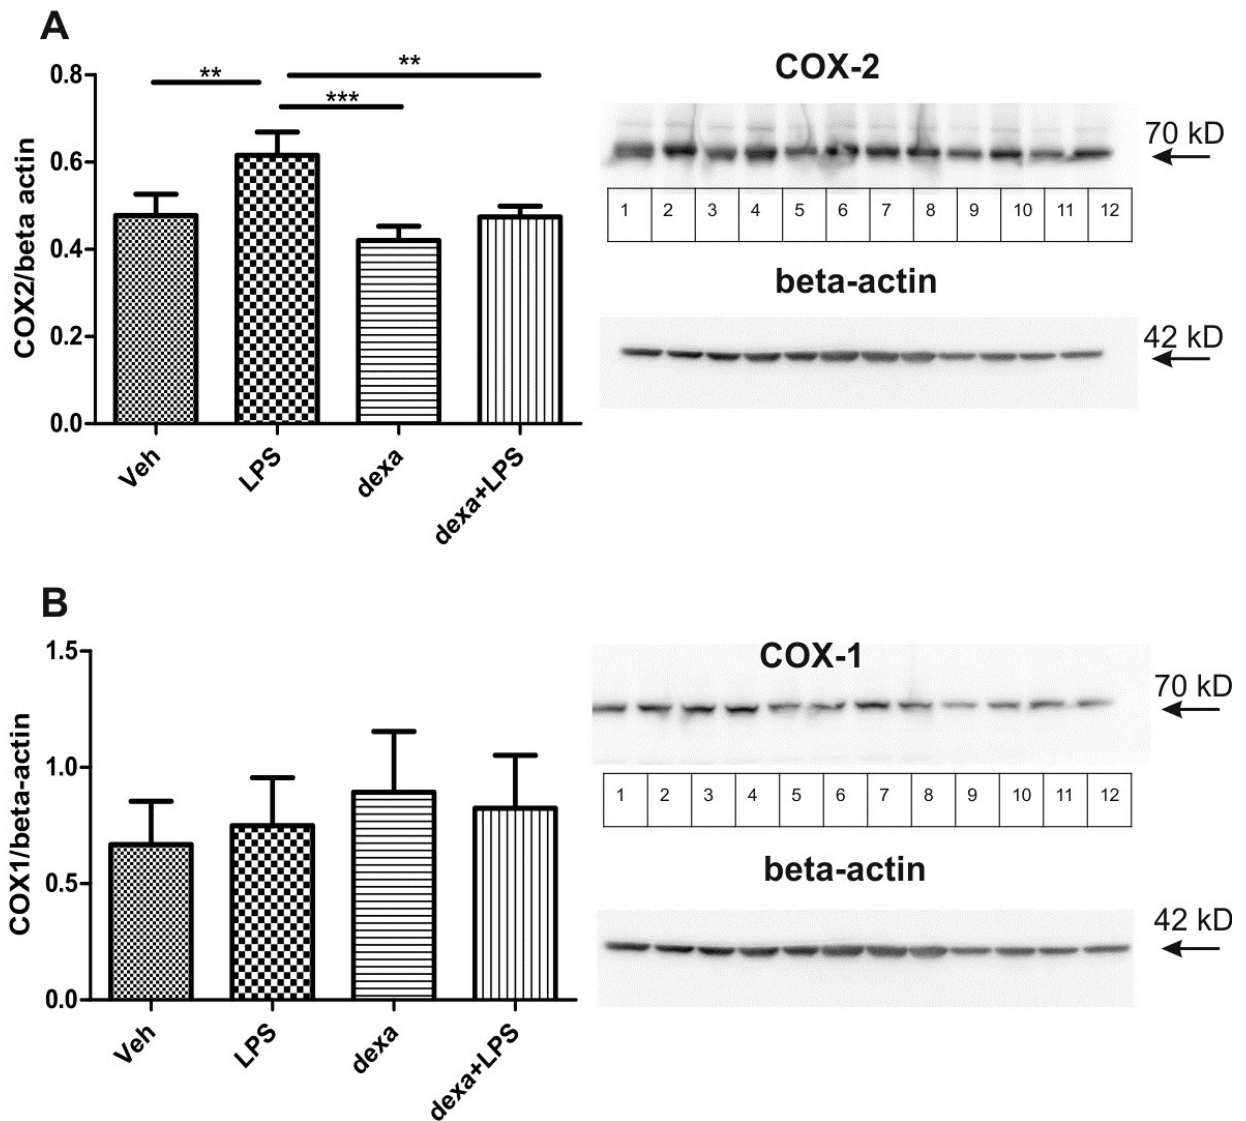 A
COX2/beta actin
0.8
0.6
0.4
0.2
0.0
**
**
***
Veh
LPS
dexa
dexa+LPS
COX-2
70 kD
1 2 3 4 5 6 7 8 9 10 11 12
beta-actin
42 kD
B
COX1/beta-actin
1.5
1.0
0.5
0.0
Veh
LPS
dexa
dexa+LPS
COX-1
70 kD
1 2 3 4 5 6 7 8 9 10 11 12
beta-actin
42 kD